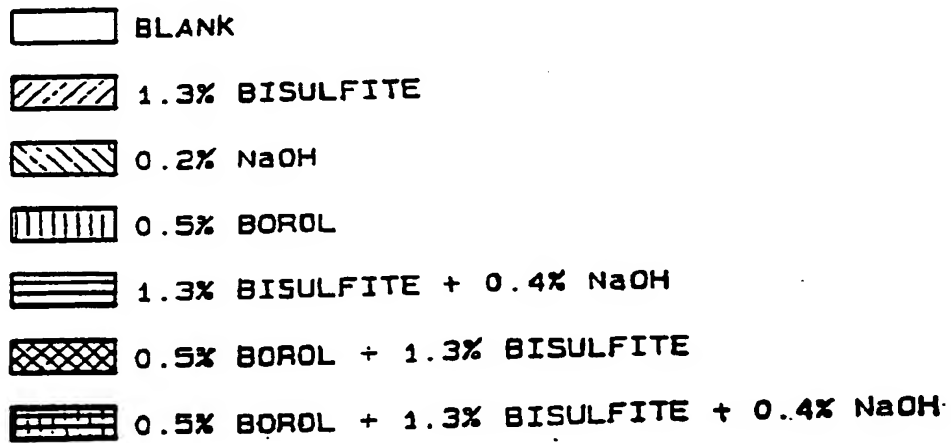 BLANK
1.3% BISULFITE
0.2% NaOH
0.5% BOROL
1.3% BISULFITE + 0.4% NaOH
0.5% BOROL + 1.3% BISULFITE
0.5% BOROL + 1.3% BISULFITE + 0.4% NaOH